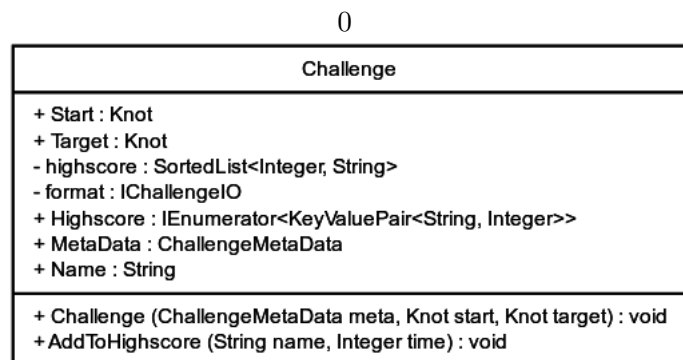 0
Challenge
+ Start : Knot
+ Target : Knot
- highscore : SortedList<Integer, String>
- format : IChallengeIO
+ Highscore : IEnumerator<KeyValuePair<String, Integer>>
+ MetaData : ChallengeMetaData
+ Name : String
+ Challenge (ChallengeMetaData meta, Knot start, Knot target) : void
+AddToHighscore (String name, Integer time) : void